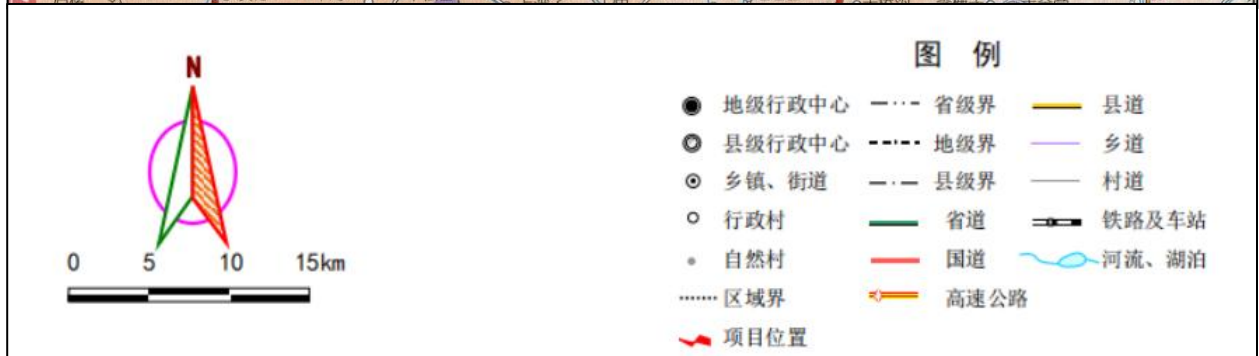 N
0 5 10 15km
图 例
地级行政中心 省级界 县道
县级行政中心 地级界 乡道
乡镇、街道 县级界 村道
行政村 省道 铁路及车站
自然村 国道 河流、湖泊
区域界 高速公路
项目位置